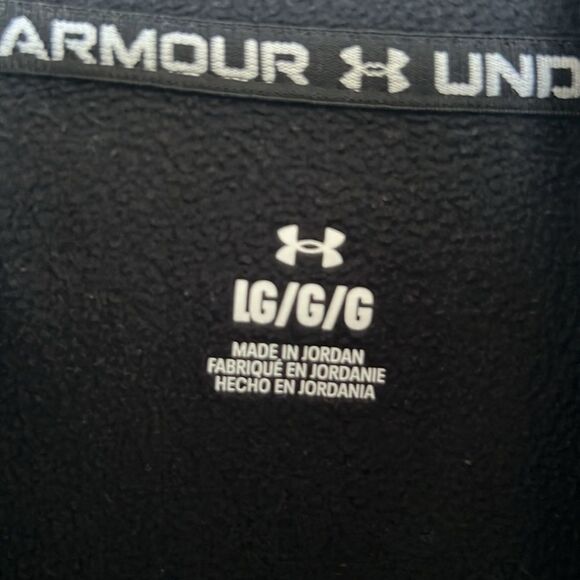 ARMOUR UND
LG/G/G
MADE IN JORDAN
FABRIQUÉ EN JORDANIE
HECHO EN JORDANIA